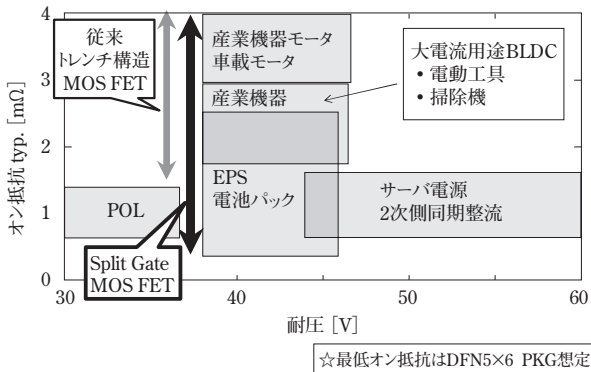 従来
トレンチ構造
MOS FET
産業機器モータ
車載モータ
産業機器
大電流用途BLDC
・電動工具
・掃除機
EPS
電池パック
サーバ電源
2次側同期整流
POL
Split Gate
MOS FET
オン抵抗 typ. [mΩ]
4
3
2
1
0
30
40
50
60
耐圧 [V]
☆最低オン抵抗はDFN5×6 PKG想定